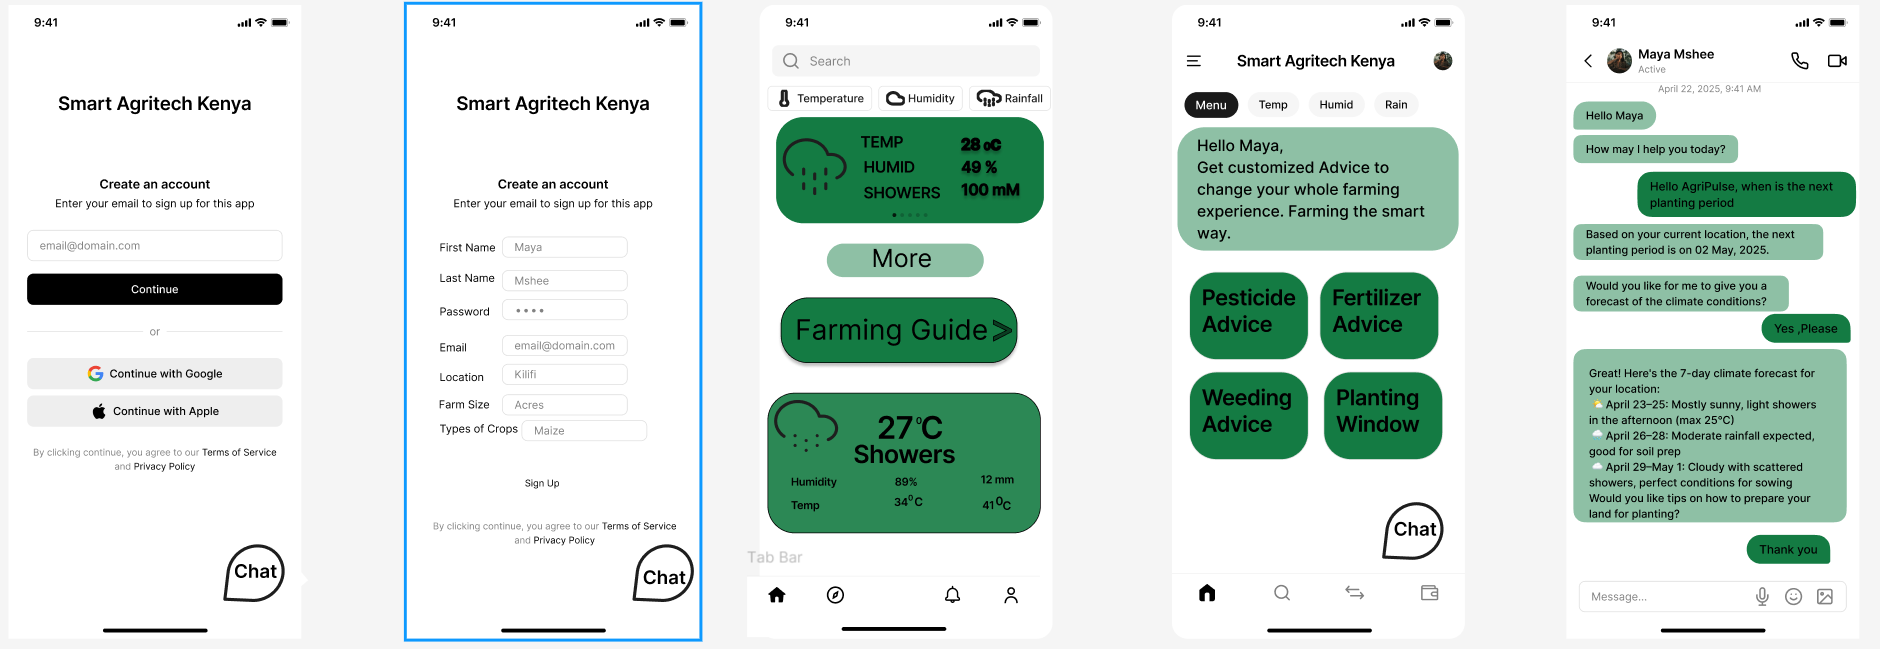 9:41
Smart Agritech Kenya
Create an account
Enter your email to sign up for this app
email@domain.com
Continue
or
Continue with Google
Continue with Apple
By clicking continue, you agree to our Terms of Service
and Privacy Policy
Chat
9:41
Smart Agritech Kenya
Create an account
Enter your email to sign up for this app
First Name Maya
Last Name Mshee
Password
Email email@domain.com
Location Kilifi
Farm Size Acres
Types of Crops Maize
Sign Up
By clicking continue, you agree to our Terms of Service
and Privacy Policy
Chat
9:41
Search
Temperature Humidity Rainfall
TEMP 28 0C
HUMID 49 %
SHOWERS 100 mM
More
Farming Guide >
27 0C
Showers
Humidity 89% 12 mm
Temp 34 0 C 41 0C
Tab Bar
9:41
Smart Agritech Kenya
Menu Temp Humid Rain
Hello Maya,
Get customized Advice to
change your whole farming
experience. Farming the smart
way.
Pesticide
Advice
Fertilizer
Advice
Weeding
Advice
Planting
Window
Chat
9:41
Maya Mshee
Active
April 22, 2025, 9:41 AM
Hello Maya
How may I help you today?
Hello AgriPulse, when is the next
planting period
Based on your current location, the next
planting period is on 02 May, 2025.
Would you like for me to give you a
forecast of the climate conditions?
Yes ,Please
Great! Here's the 7-day climate forecast for
your location:
🌤️ April 23–25: Mostly sunny, light showers
in the afternoon (max 25°C)
🌧️ April 26–28: Moderate rainfall expected,
good for soil prep
☁️ April 29–May 1: Cloudy with scattered
showers, perfect conditions for sowing
Would you like tips on how to prepare your
land for planting?
Thank you
Message...